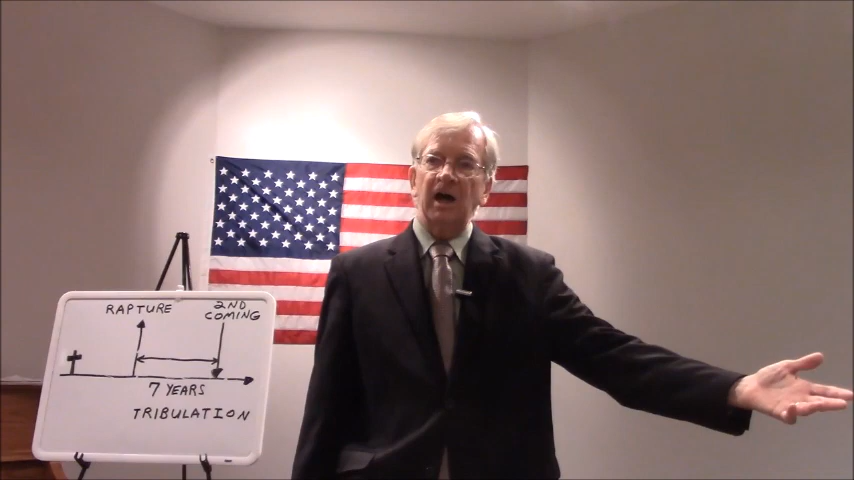 RAPTURE
2ND
COMING
7 YEARS
TRIBULATION